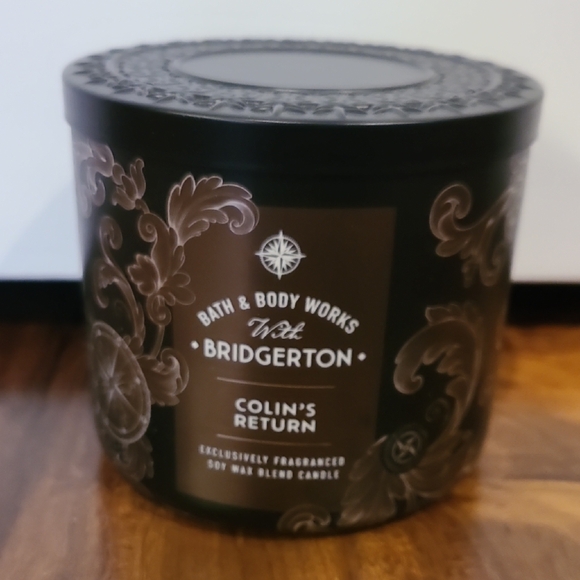 BATH & BODY WORKS
With
• BRIDGERTON •
COLIN'S
RETURN
EXCLUSIVELY FRAGRANCED
SOY WAX BLEND CANDLE